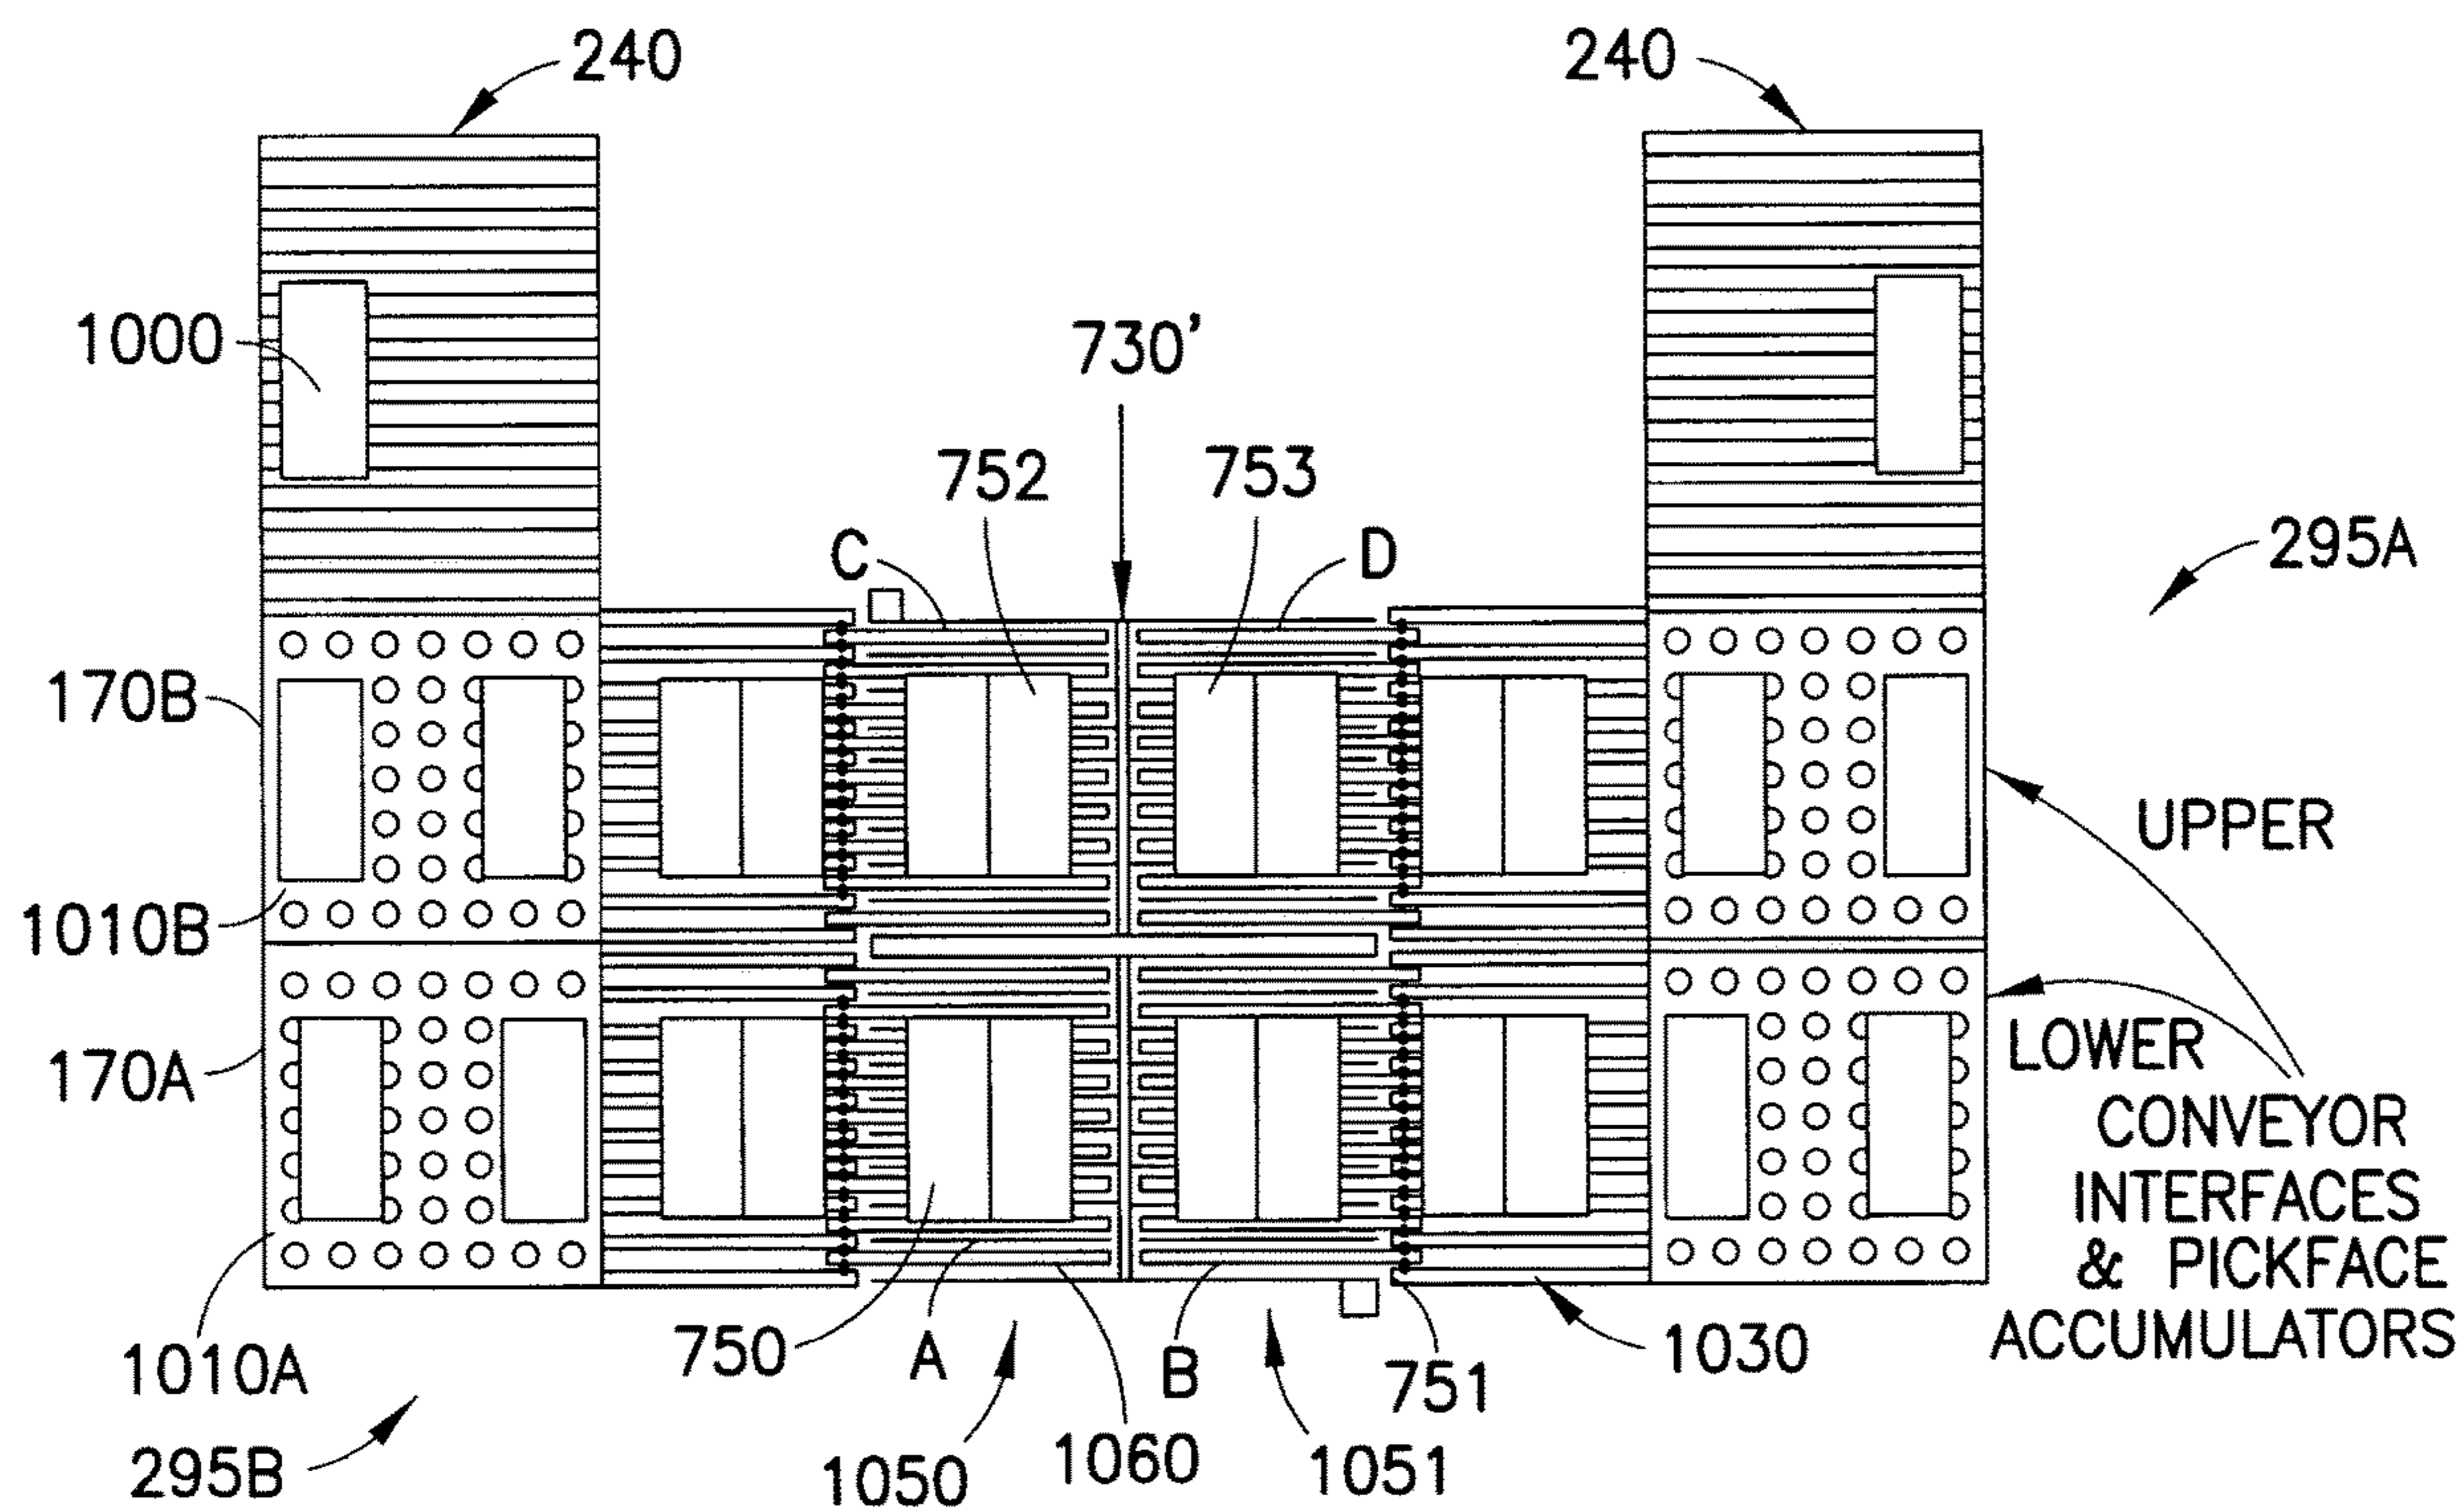 240
240
1000
730'
752
753
C
D
295A
170B
UPPER
1010B
170A
LOWER
CONVEYOR
INTERFACES
& PICKFACE
ACCUMULATORS
1010A
750
A
B
751
1030
295B
1050
1060
1051